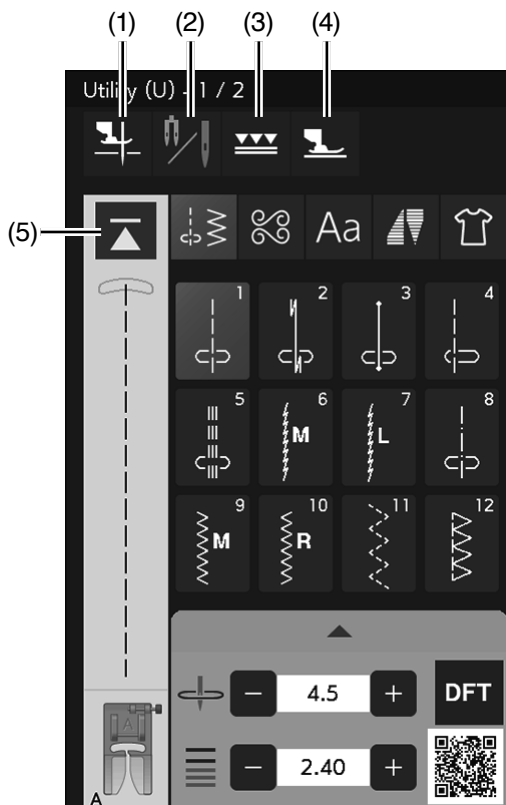 (1) (2) (3) (4)
Utility (U) - 1 / 2
(5)
Aa
1 2 3 4
5 6 7 8
M L
9 10 11 12
M R
4.5 DFT
2.40
A
A